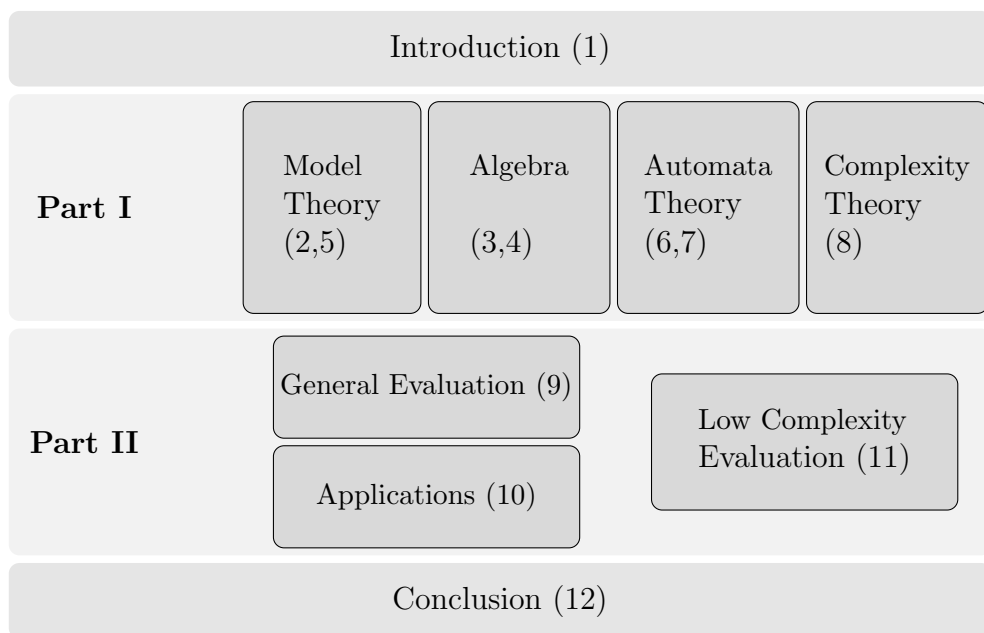 Introduction (1)
Part I
Model
Theory
(2,5)
Algebra
(3,4)
Automata
Theory
(6,7)
Complexity
Theory
(8)
Part II
General Evaluation (9)
Applications (10)
Low Complexity
Evaluation (11)
Conclusion (12)